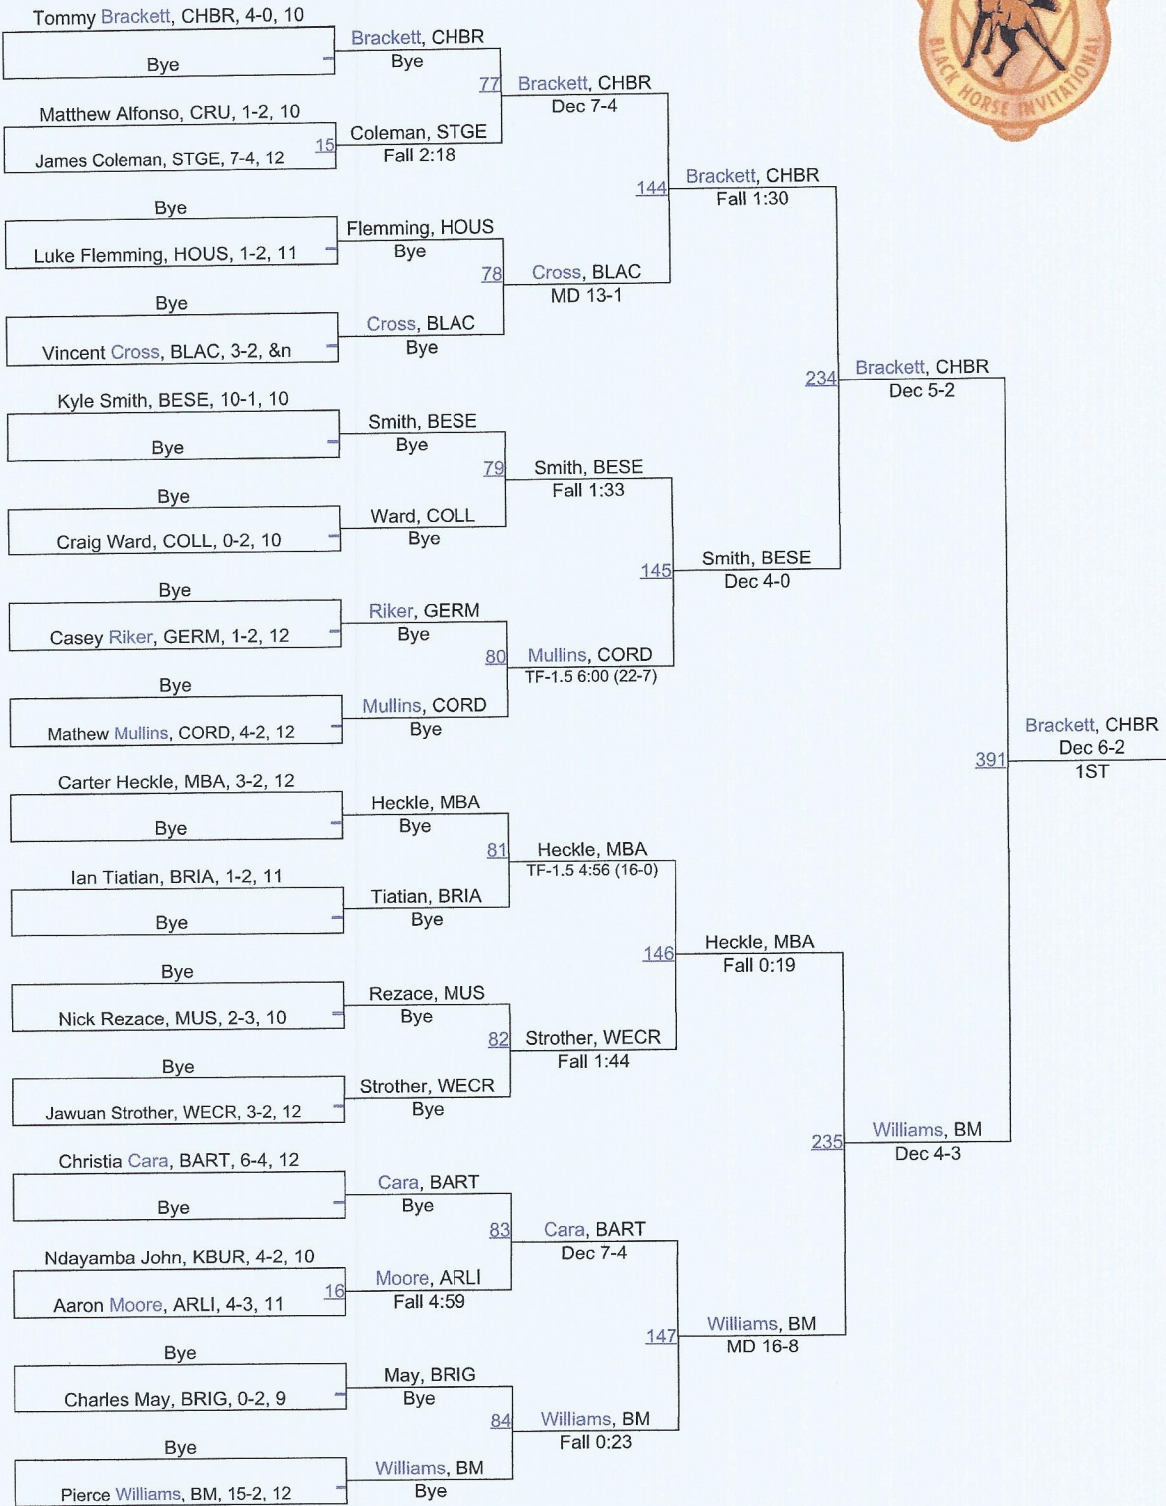 BLACK HORSE INVITATIONAL
Tommy Brackett, CHBR, 4-0, 10
Bye
Brackett, CHBR
Bye
Matthew Alfonso, CRU, 1-2, 10
James Coleman, STGE, 7-4, 12
15
Coleman, STGE
Fall 2:18
77
Brackett, CHBR
Dec 7-4
Bye
Luke Flemming, HOUS, 1-2, 11
Flemming, HOUS
Bye
Bye
Vincent Cross, BLAC, 3-2, &n
Cross, BLAC
Bye
78
Cross, BLAC
MD 13-1
144
Brackett, CHBR
Fall 1:30
Kyle Smith, BESE, 10-1, 10
Bye
Smith, BESE
Bye
Bye
Craig Ward, COLL, 0-2, 10
Ward, COLL
Bye
79
Smith, BESE
Fall 1:33
Bye
Casey Riker, GERM, 1-2, 12
Riker, GERM
Bye
Bye
Mathew Mullins, CORD, 4-2, 12
Mullins, CORD
Bye
80
Mullins, CORD
TF-1.5 6:00 (22-7)
145
Smith, BESE
Dec 4-0
234
Brackett, CHBR
Dec 5-2
Carter Heckle, MBA, 3-2, 12
Bye
Heckle, MBA
Bye
Ian Tiatian, BRIA, 1-2, 11
Bye
Tiatian, BRIA
Bye
81
Heckle, MBA
TF-1.5 4:56 (16-0)
Bye
Nick Rezace, MUS, 2-3, 10
Rezace, MUS
Bye
Bye
Jawuan Strother, WECR, 3-2, 12
Strother, WECR
Bye
82
Strother, WECR
Fall 1:44
146
Heckle, MBA
Fall 0:19
Christia Cara, BART, 6-4, 12
Bye
Cara, BART
Bye
Ndayamba John, KBUR, 4-2, 10
Aaron Moore, ARLI, 4-3, 11
16
Moore, ARLI
Fall 4:59
83
Cara, BART
Dec 7-4
Bye
Charles May, BRIG, 0-2, 9
May, BRIG
Bye
Bye
Pierce Williams, BM, 15-2, 12
Williams, BM
Bye
84
Williams, BM
Fall 0:23
147
Williams, BM
MD 16-8
235
Williams, BM
Dec 4-3
391
Brackett, CHBR
Dec 6-2
1ST